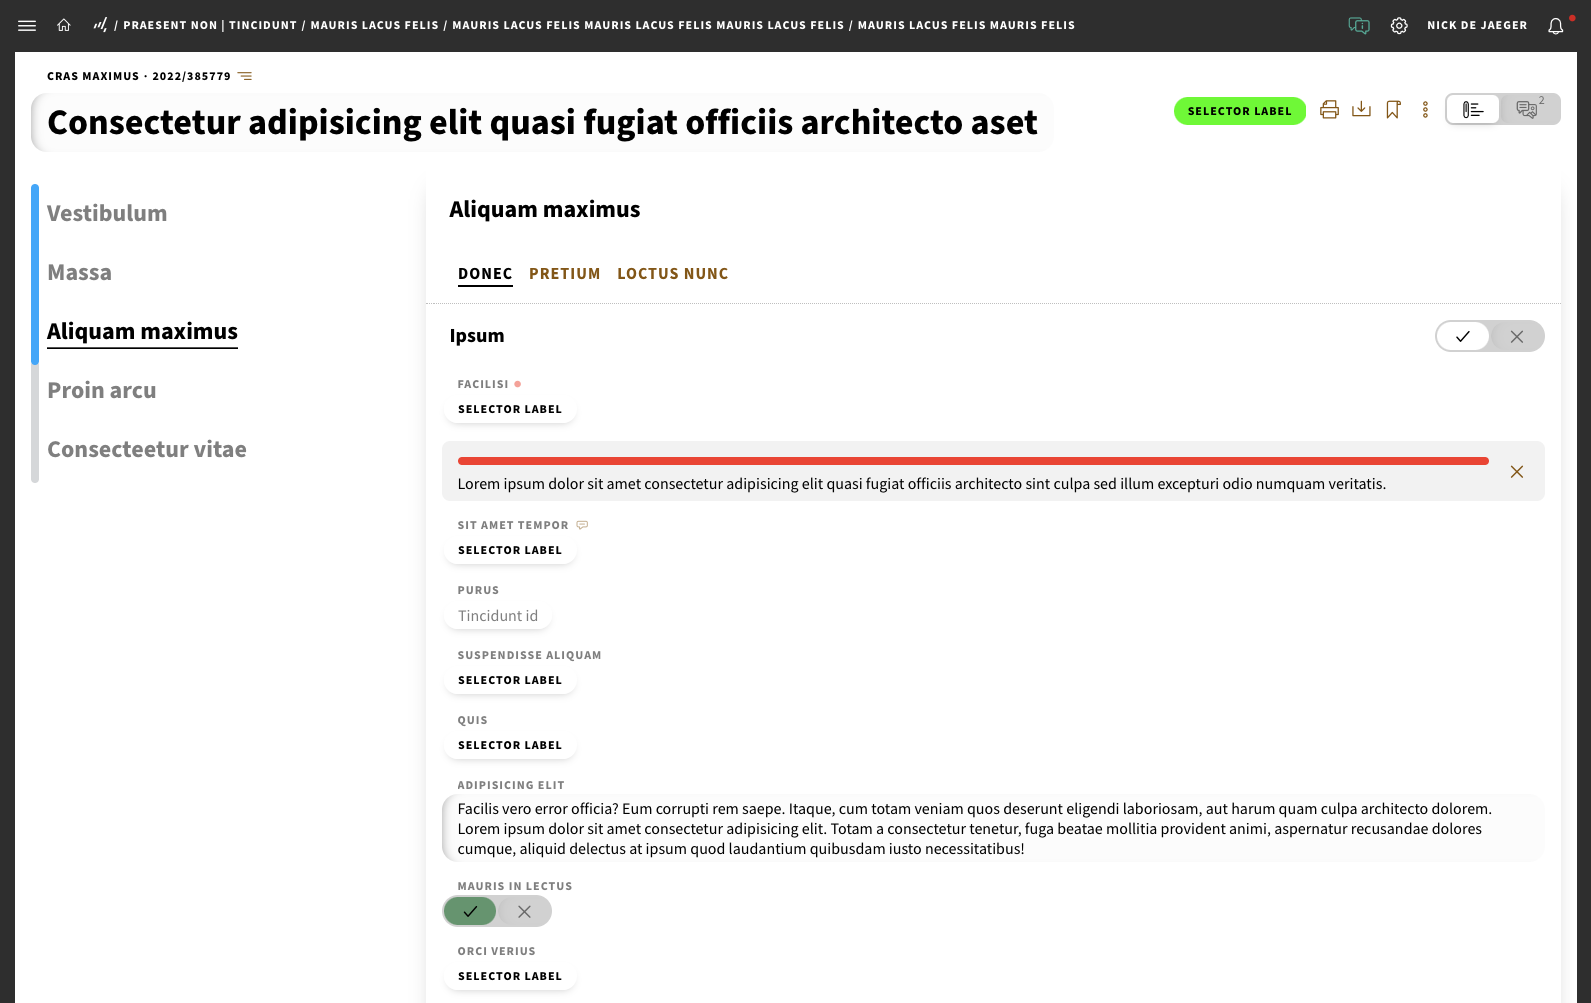 / PRAESENT NON | TINCIDUNT / MAURIS LACUS FELIS / MAURIS LACUS FELIS MAURIS LACUS FELIS MAURIS LACUS FELIS / MAURIS LACUS FELIS MAURIS FELIS
NICK DE JAEGER
CRAS MAXIMUS · 2022/385779
Consectetur adipisicing elit quasi fugiat officiis architecto aset
SELECTOR LABEL
2
Vestibulum
Massa
Aliquam maximus
Proin arcu
Consecteetur vitae
Aliquam maximus
DONEC PRETIUM LOCTUS NUNC
Ipsum
FACILISI
SELECTOR LABEL
Lorem ipsum dolor sit amet consectetur adipisicing elit quasi fugiat officiis architecto sint culpa sed illum excepturi odio numquam veritatis.
SIT AMET TEMPOR
SELECTOR LABEL
PURUS
Tincidunt id
SUSPENDISSE ALIQUAM
SELECTOR LABEL
QUIS
SELECTOR LABEL
ADIPISICING ELIT
Facilis vero error officia? Eum corrupti rem saepe. Itaque, cum totam veniam quos deserunt eligendi laboriosam, aut harum quam culpa architecto dolorem.
Lorem ipsum dolor sit amet consectetur adipisicing elit. Totam a consectetur tenetur, fuga beatae mollitia provident animi, aspernatur recusandae dolores
cumque, aliquid delectus at ipsum quod laudantium quibusdam iusto necessitatibus!
MAURIS IN LECTUS
ORCI VERIUS
SELECTOR LABEL